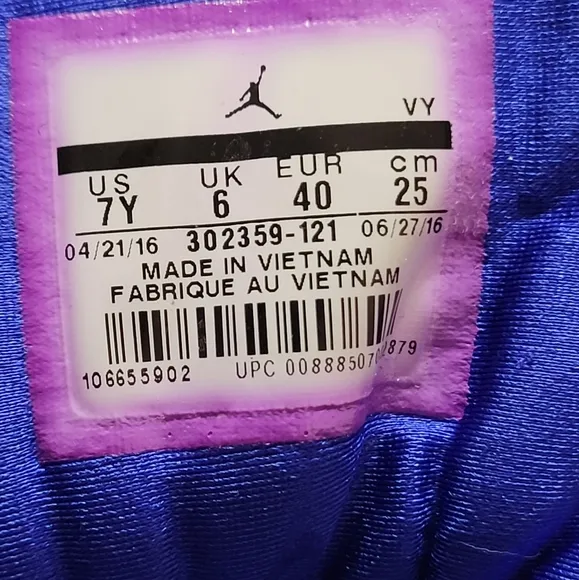 VY
US UK EUR cm
7Y 6 40 25
04/21/16 302359-121 06/27/16
MADE IN VIETNAM
FABRIQUE AU VIETNAM
106655902 UPC